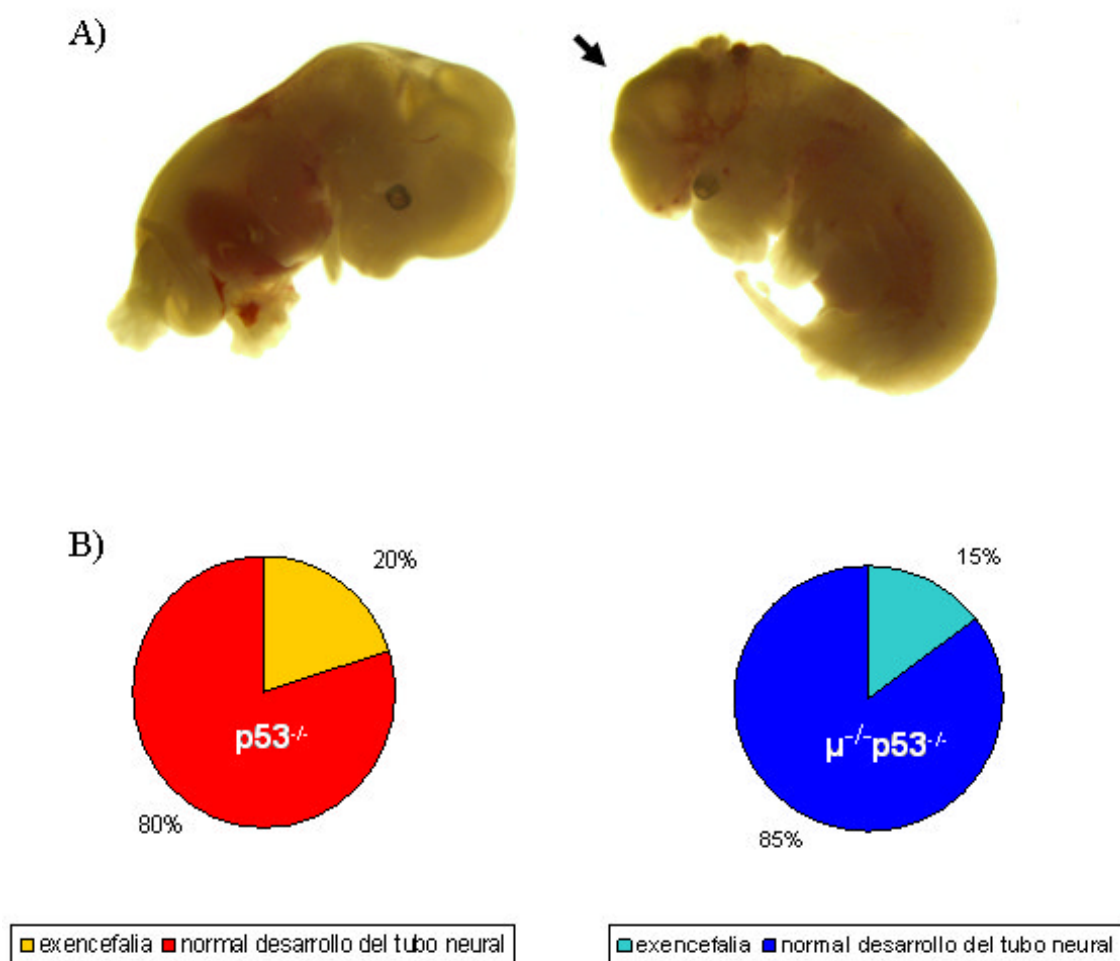 A)
B)
20%
15%
p53-/-
µ-/-p53-/-
80%
85%
exencefalia normal desarrollo del tubo neural
exencefalia normal desarrollo del tubo neural